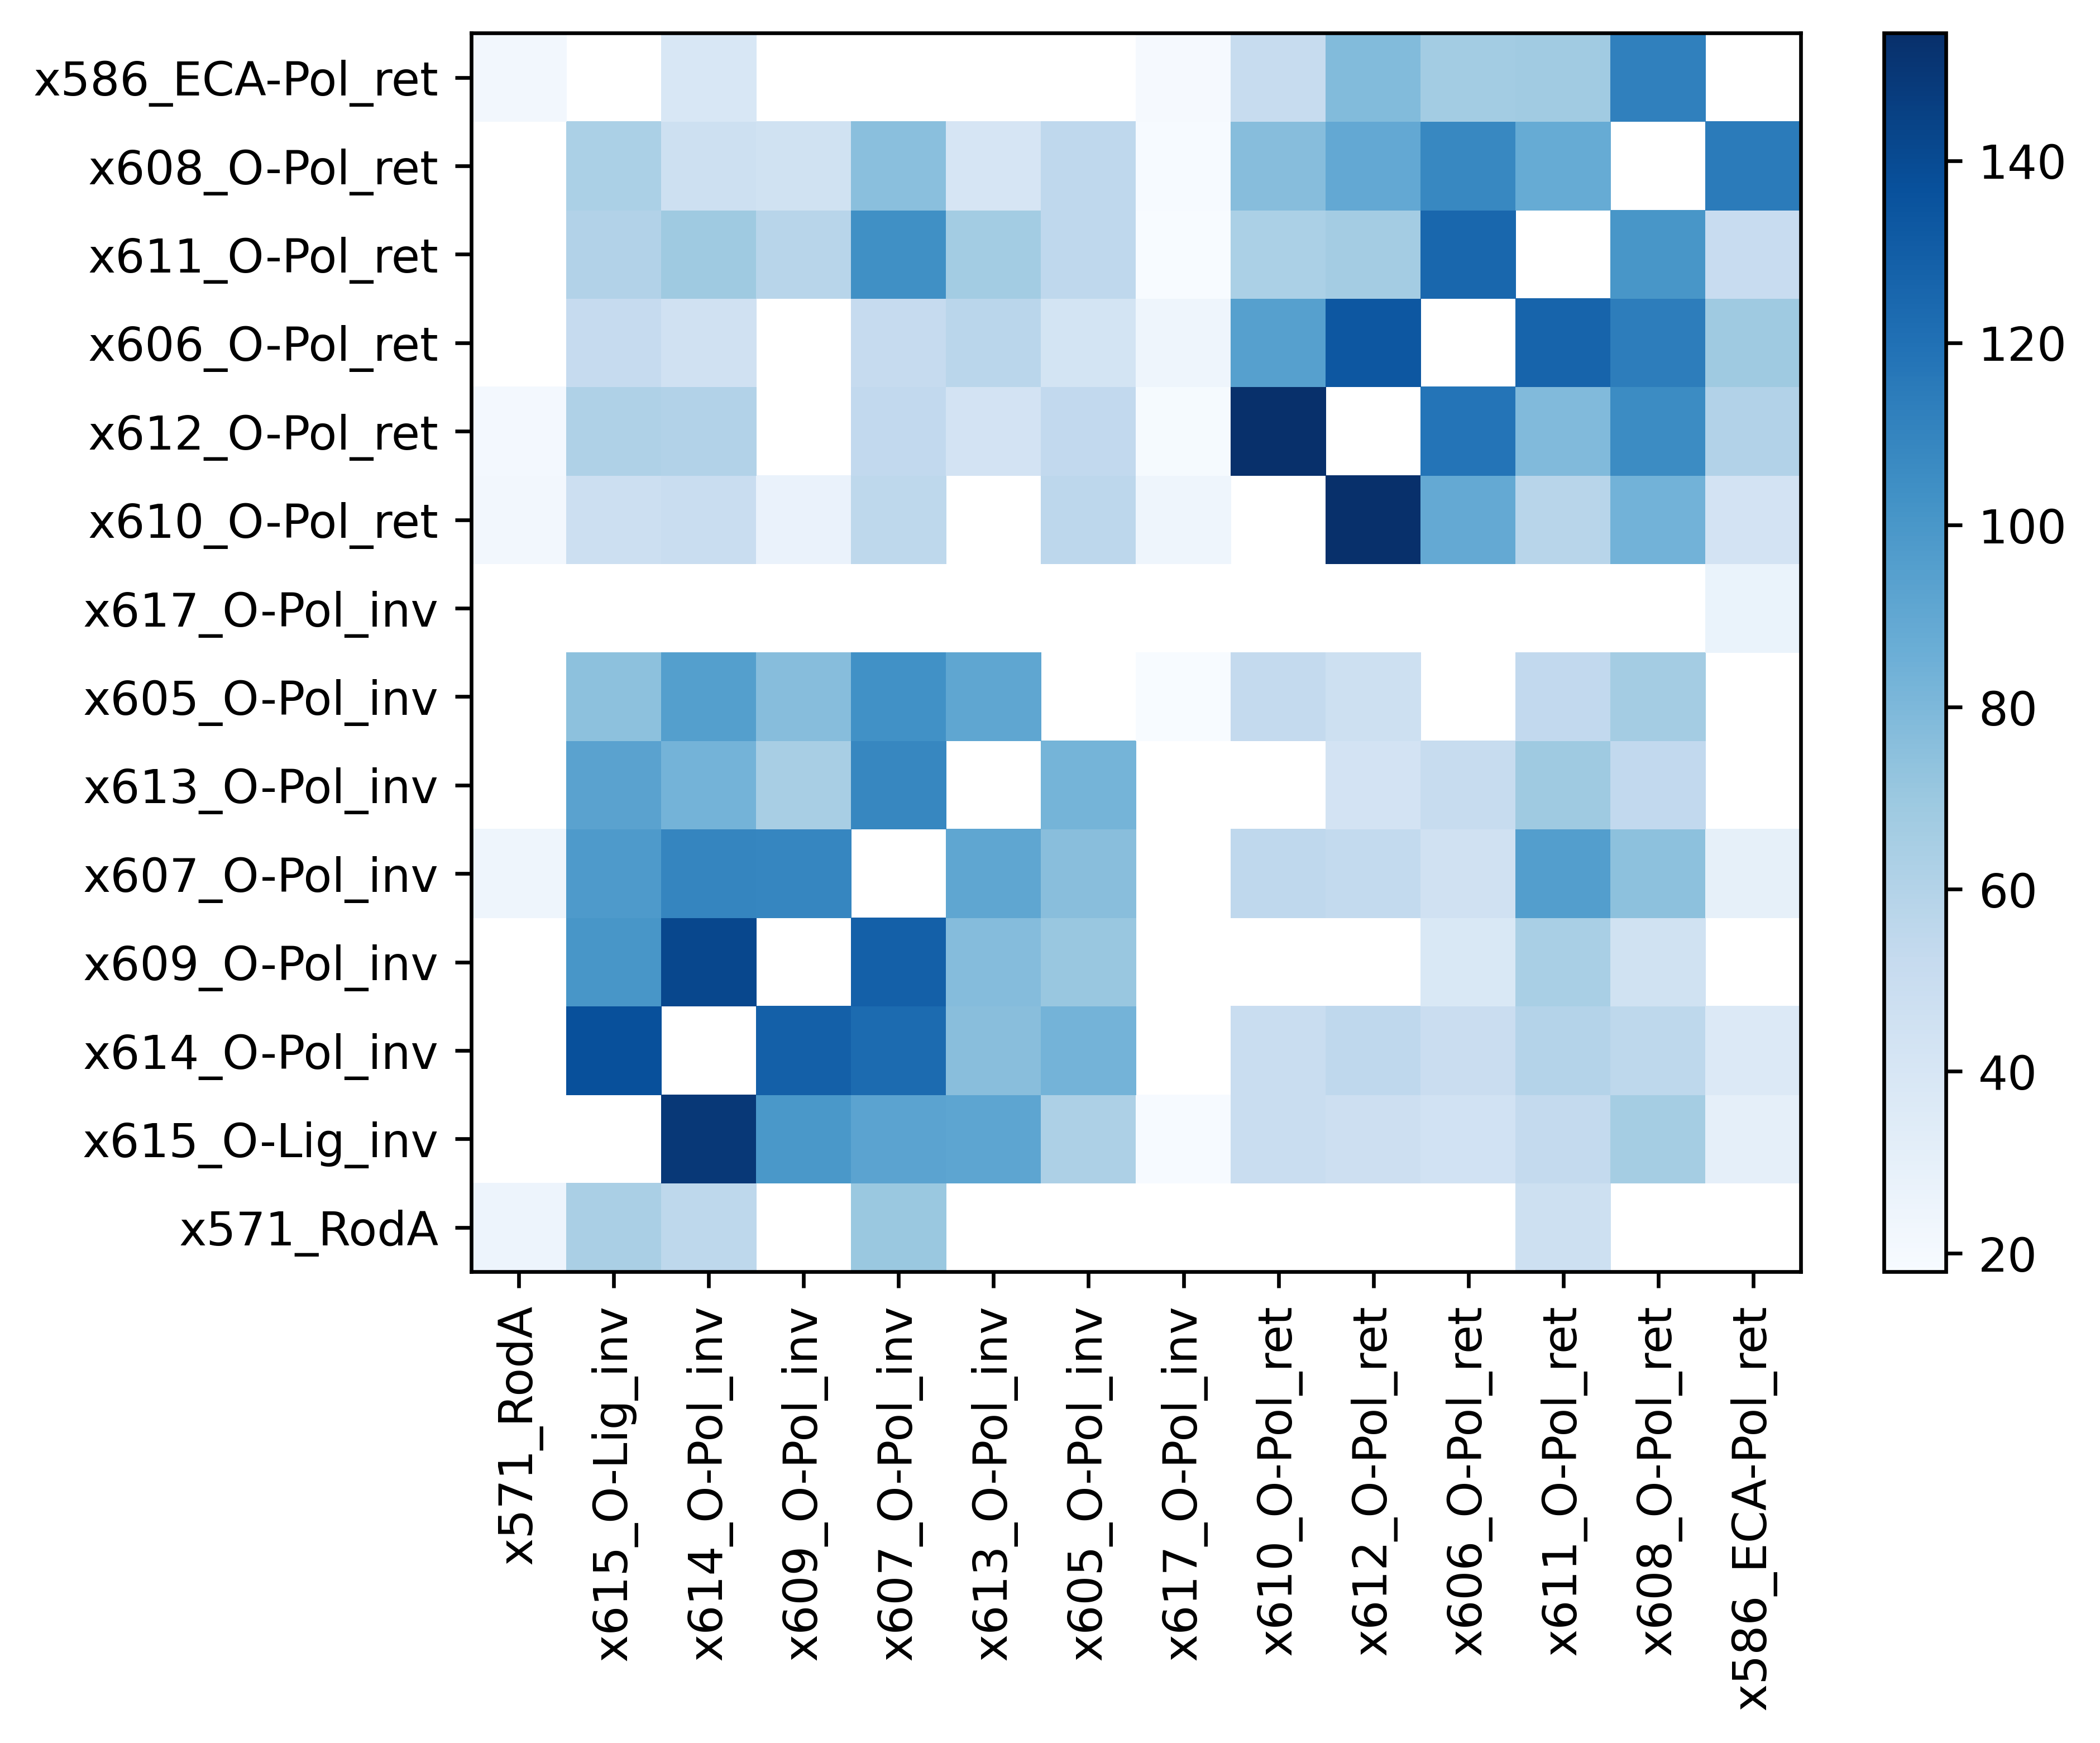 x586_ECA-Pol_ret
x608_O-Pol_ret
x611_O-Pol_ret
x606_O-Pol_ret
x612_O-Pol_ret
x610_O-Pol_ret
x617_O-Pol_inv
x605_O-Pol_inv
x613_O-Pol_inv
x607_O-Pol_inv
x609_O-Pol_inv
x614_O-Pol_inv
x615_O-Lig_inv
x571_RodA
x571_RodA
x615_O-Lig_inv
x614_O-Pol_inv
x609_O-Pol_inv
x607_O-Pol_inv
x613_O-Pol_inv
x605_O-Pol_inv
x617_O-Pol_inv
x610_O-Pol_ret
x612_O-Pol_ret
x606_O-Pol_ret
x611_O-Pol_ret
x608_O-Pol_ret
x586_ECA-Pol_ret
140
120
100
80
60
40
20